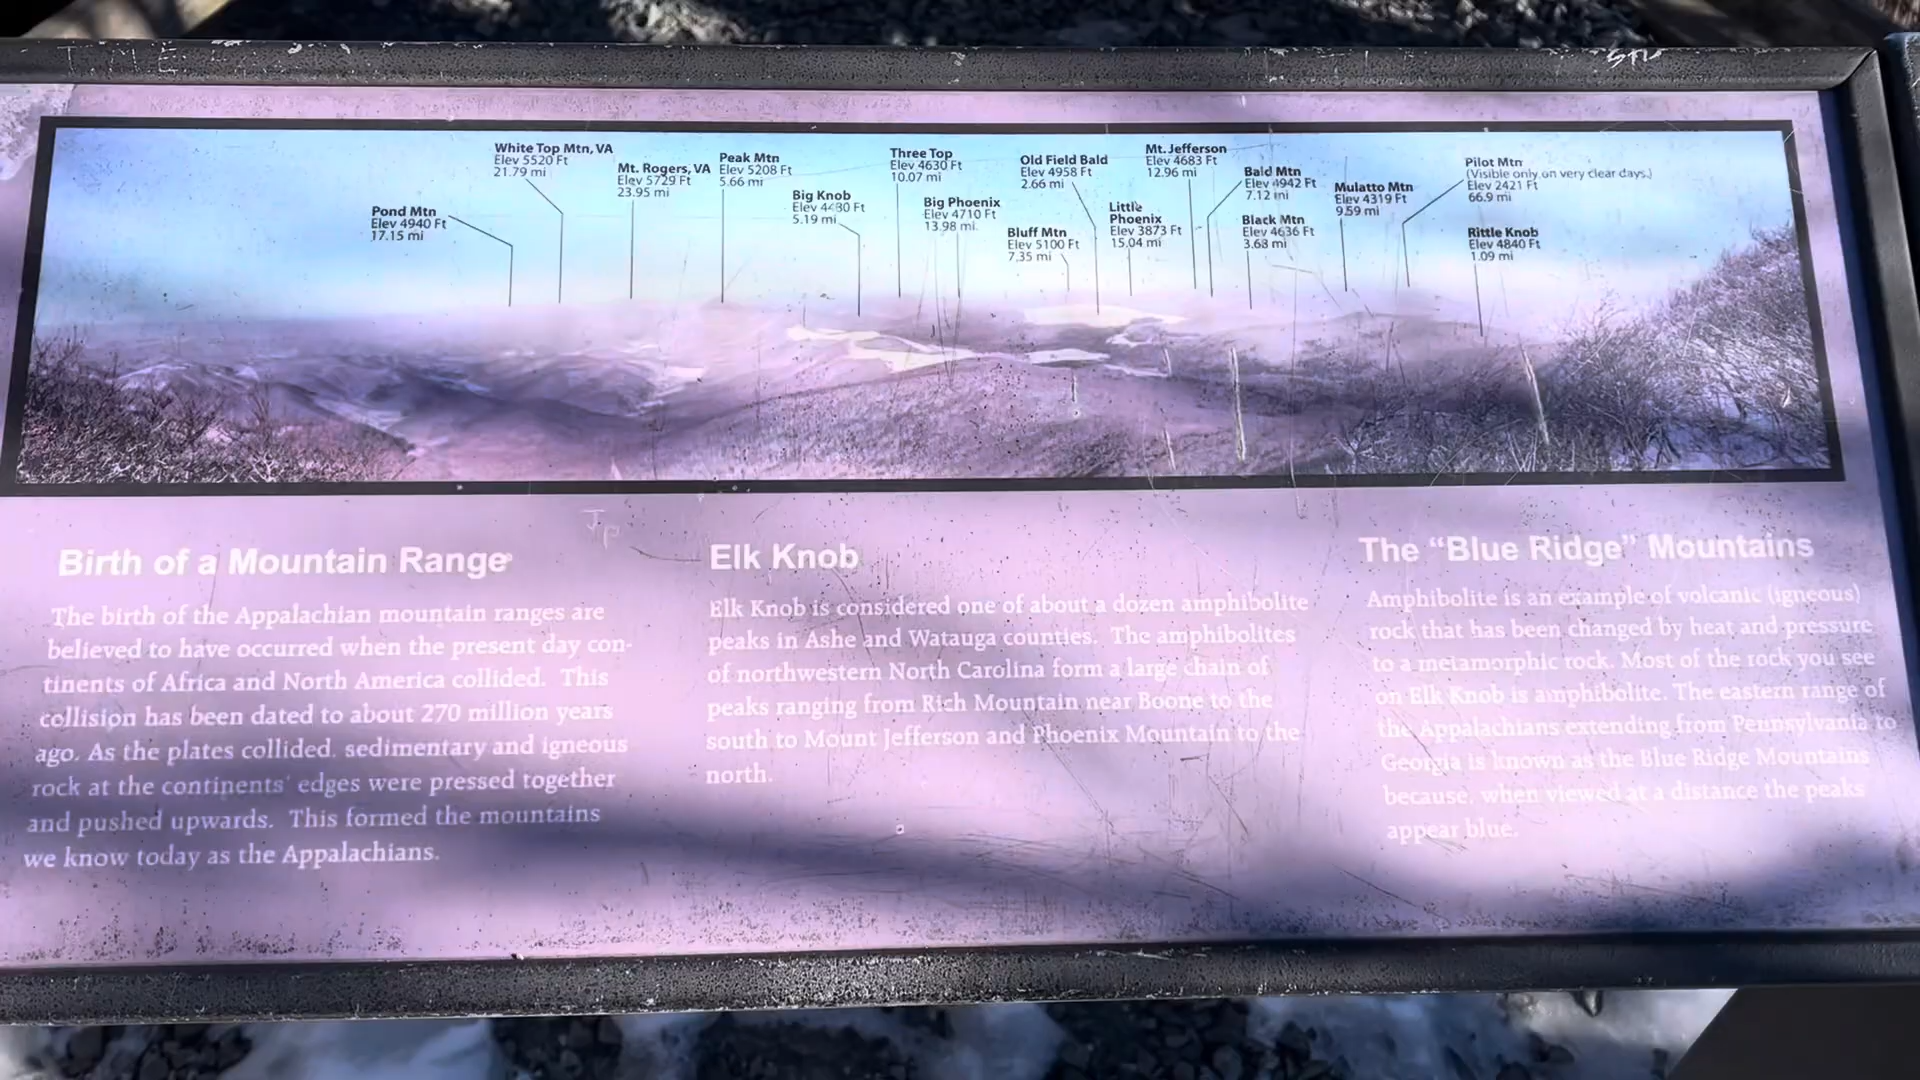 White Top Mtn, VA
Elev 5520 Ft
21.79 mi
Mt. Rogers, VA
Elev 5729 Ft
23.95 mi
Peak Mtn
Elev 5208 Ft
5.66 mi
Three Top
Elev 4630 Ft
10.07 mi
Old Field Bald
Elev 4958 Ft
2.66 mi
Mt. Jefferson
Elev 4683 Ft
12.96 mi
Bald Mtn
Elev 4942 Ft
7.12 mi
Mulatto Mtn
Elev 4319 Ft
9.59 mi
Pilot Mtn
(Visible only on very clear days.)
Elev 2421 Ft
66.9 mi
Pond Mtn
Elev 4940 Ft
17.15 mi
Big Knob
Elev 4480 Ft
5.19 mi
Big Phoenix
Elev 4710 Ft
13.98 mi.
Bluff Mtn
Elev 5100 Ft
7.35 mi
Little
Phoenix
Elev 3873 Ft
15.04 mi
Black Mtn
Elev 4636 Ft
3.68 mi
Rittle Knob
Elev 4840 Ft
1.09 mi
Birth of a Mountain Range
The birth of the Appalachian mountain ranges are
believed to have occurred when the present day con-
tinents of Africa and North America collided. This
collision has been dated to about 270 million years
ago. As the plates collided, sedimentary and igneous
rock at the continents' edges were pressed together
and pushed upwards. This formed the mountains
we know today as the Appalachians.
Elk Knob
Elk Knob is considered one of about a dozen amphibolite
peaks in Ashe and Watauga counties. The amphibolites
of northwestern North Carolina form a large chain of
peaks ranging from Rich Mountain near Boone to the
south to Mount Jefferson and Phoenix Mountain to the
north.
The "Blue Ridge" Mountains
Amphibolite is an example of volcanic (igneous)
rock that has been changed by heat and pressure
to a metamorphic rock. Most of the rock you see
on Elk Knob is amphibolite. The eastern range of
the Appalachians extending from Pennsylvania to
Georgia is known as the Blue Ridge Mountains
because, when viewed at a distance the peaks
appear blue.